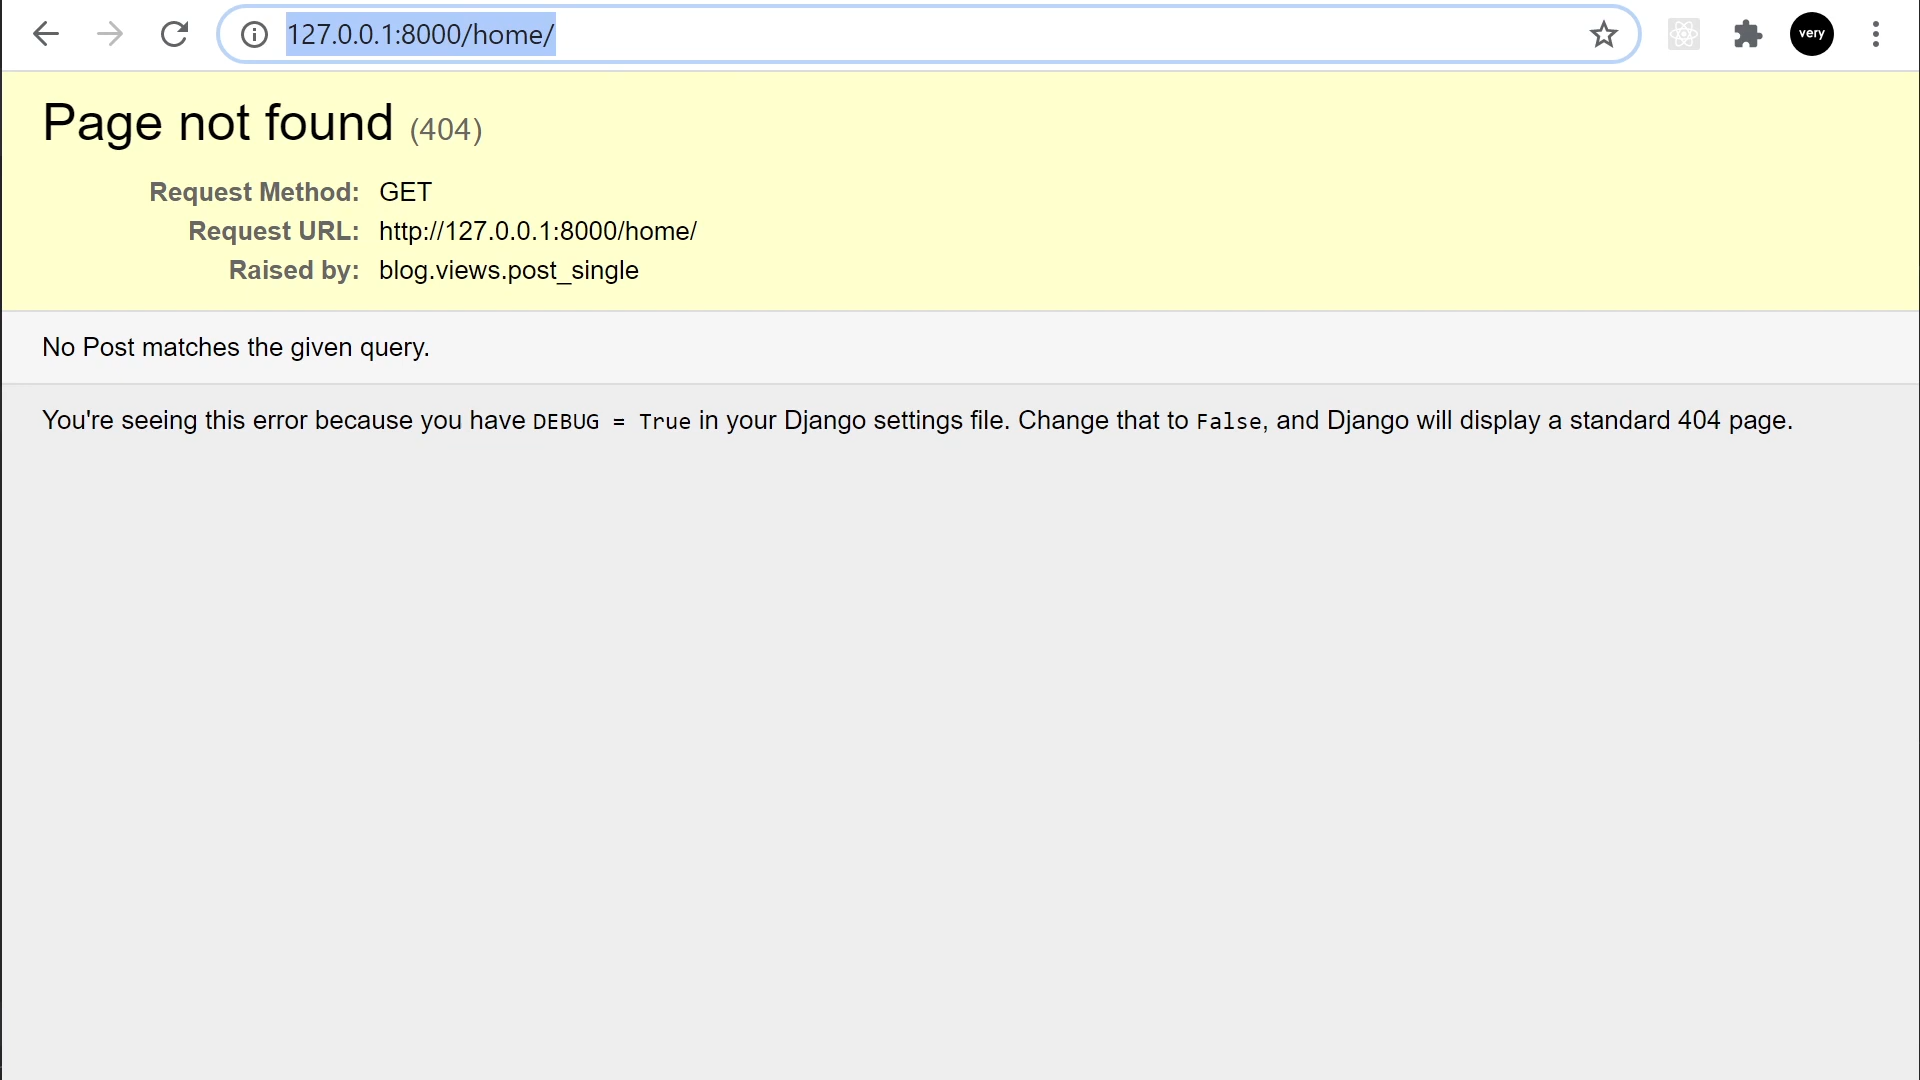 127.0.0.1:8000/home/
very
Page not found (404)
Request Method: GET
Request URL: http://127.0.0.1:8000/home/
Raised by: blog.views.post_single
No Post matches the given query.
You're seeing this error because you have DEBUG = True in your Django settings file. Change that to False, and Django will display a standard 404 page.